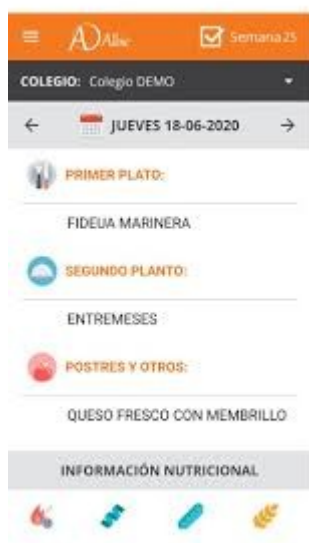 Semana 25
COLEGIO: Colegio DEMO
JUEVES 18-06-2020
PRIMER PLATO:
FIDEUA MARINERA
SEGUNDO PLANTO:
ENTREMESES
POSTRES Y OTROS:
QUESO FRESCO CON MEMBRILLO
INFORMACIÓN NUTRICIONAL